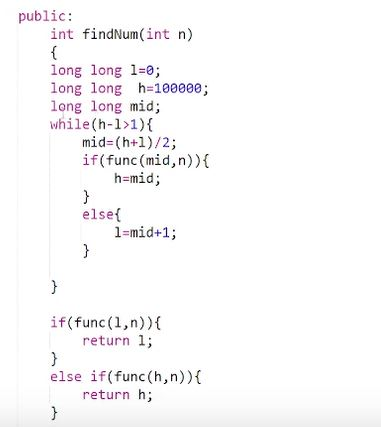 public:
int findNum(int n)
{
long long l=0;
long long  h=100000;
long long mid;
while(h-l>1){
mid=(h+l)/2;
if(func(mid,n)){
h=mid;
}
else{
l=mid+1;
}
}
if(func(l,n)){
return l;
}
else if(func(h,n)){
return h;
}